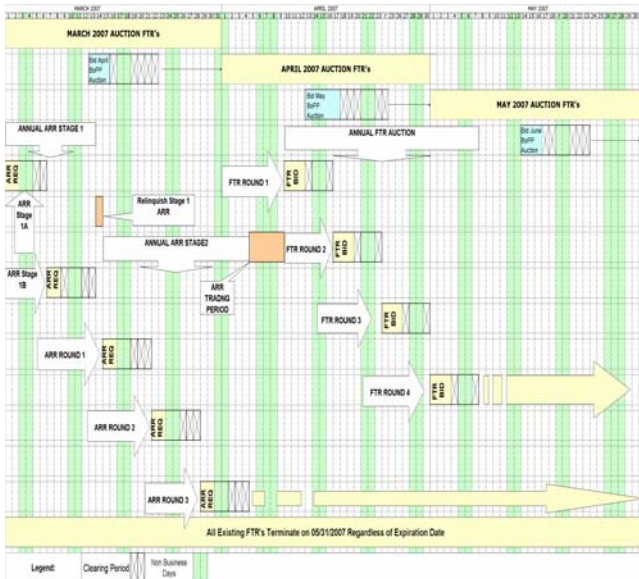 MARCH 2007
APRIL 2007
MAY 2007
MARCH 2007 AUCTION FTR's
Bid April
BoPP
Auction
APRIL 2007 AUCTION FTR's
Bid May
BoPP
Auction
MAY 2007 AUCTION FTR's
ANNUAL ARR STAGE 1
ANNUAL FTR AUCTION
Bid June
BoPP
Auction
ARR
REQ
FTR ROUND 1
FTR
BID
ARR
Stage
1A
Relinquish Stage 1
ARR
ANNUAL ARR STAGE2
FTR ROUND 2
FTR
BID
ARR Stage
1B
ARR
REQ
ARR
TRADNG
PERIOD
FTR ROUND 3
FTR
BID
ARR ROUND 1
ARR
REQ
FTR ROUND 4
FTR
BID
ARR ROUND 2
ARR
REQ
ARR ROUND 3
ARR
REQ
All Existing FTR's Terminate on 05/31/2007 Regardless of Expiration Date
Legend:
Clearing Period
Non Business
Days